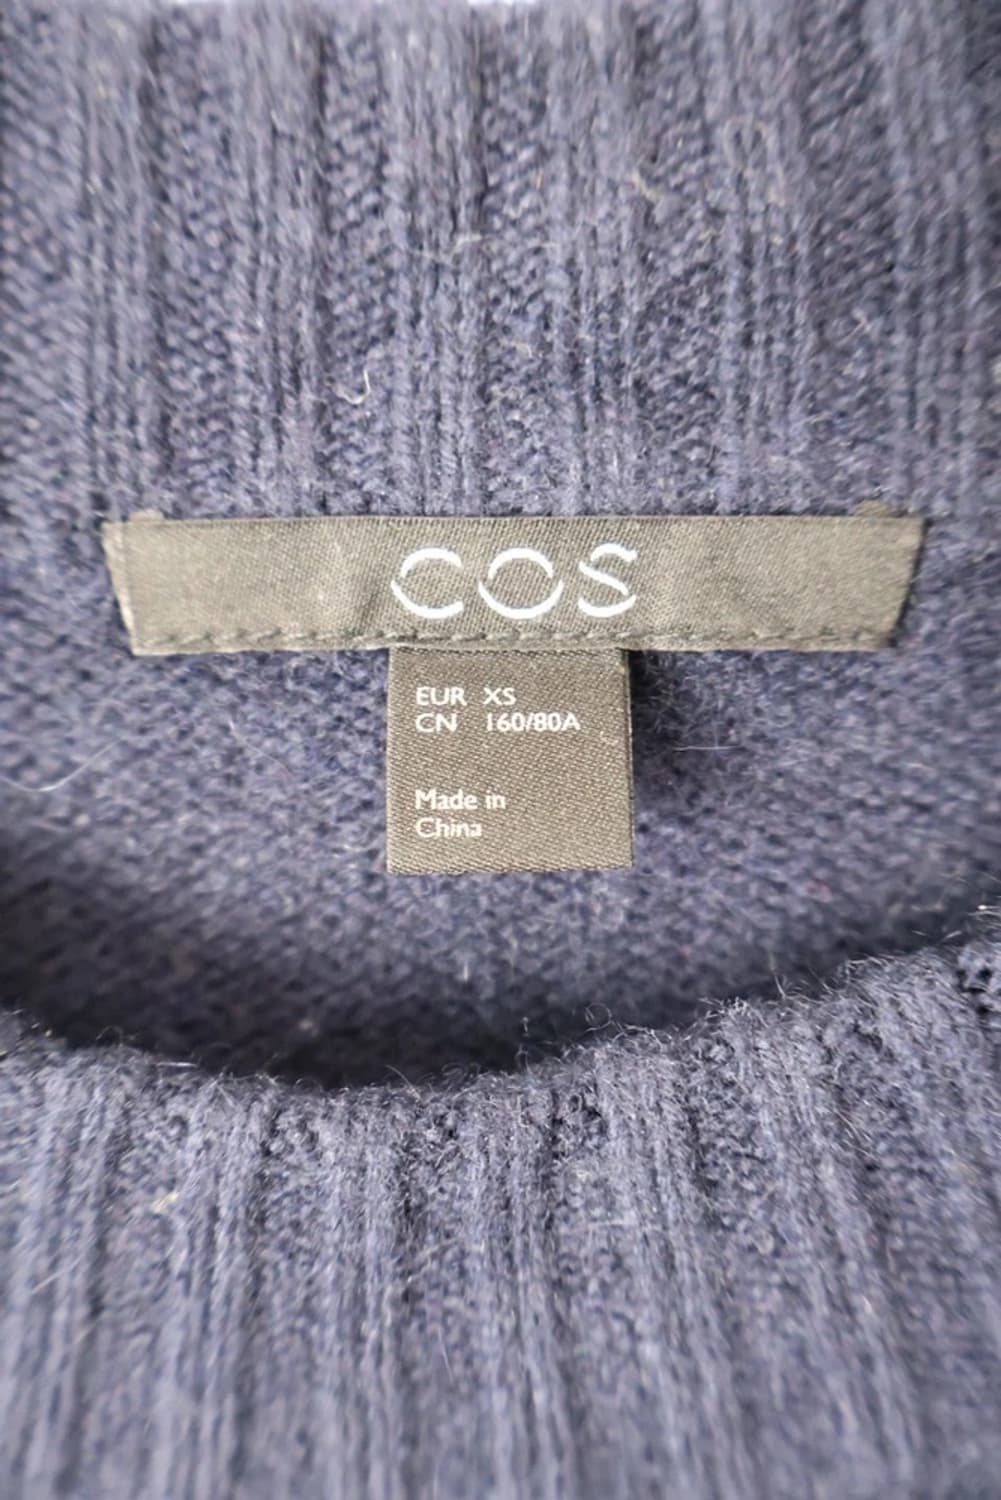 COS
EUR XS
CN 160/80A
Made in
China